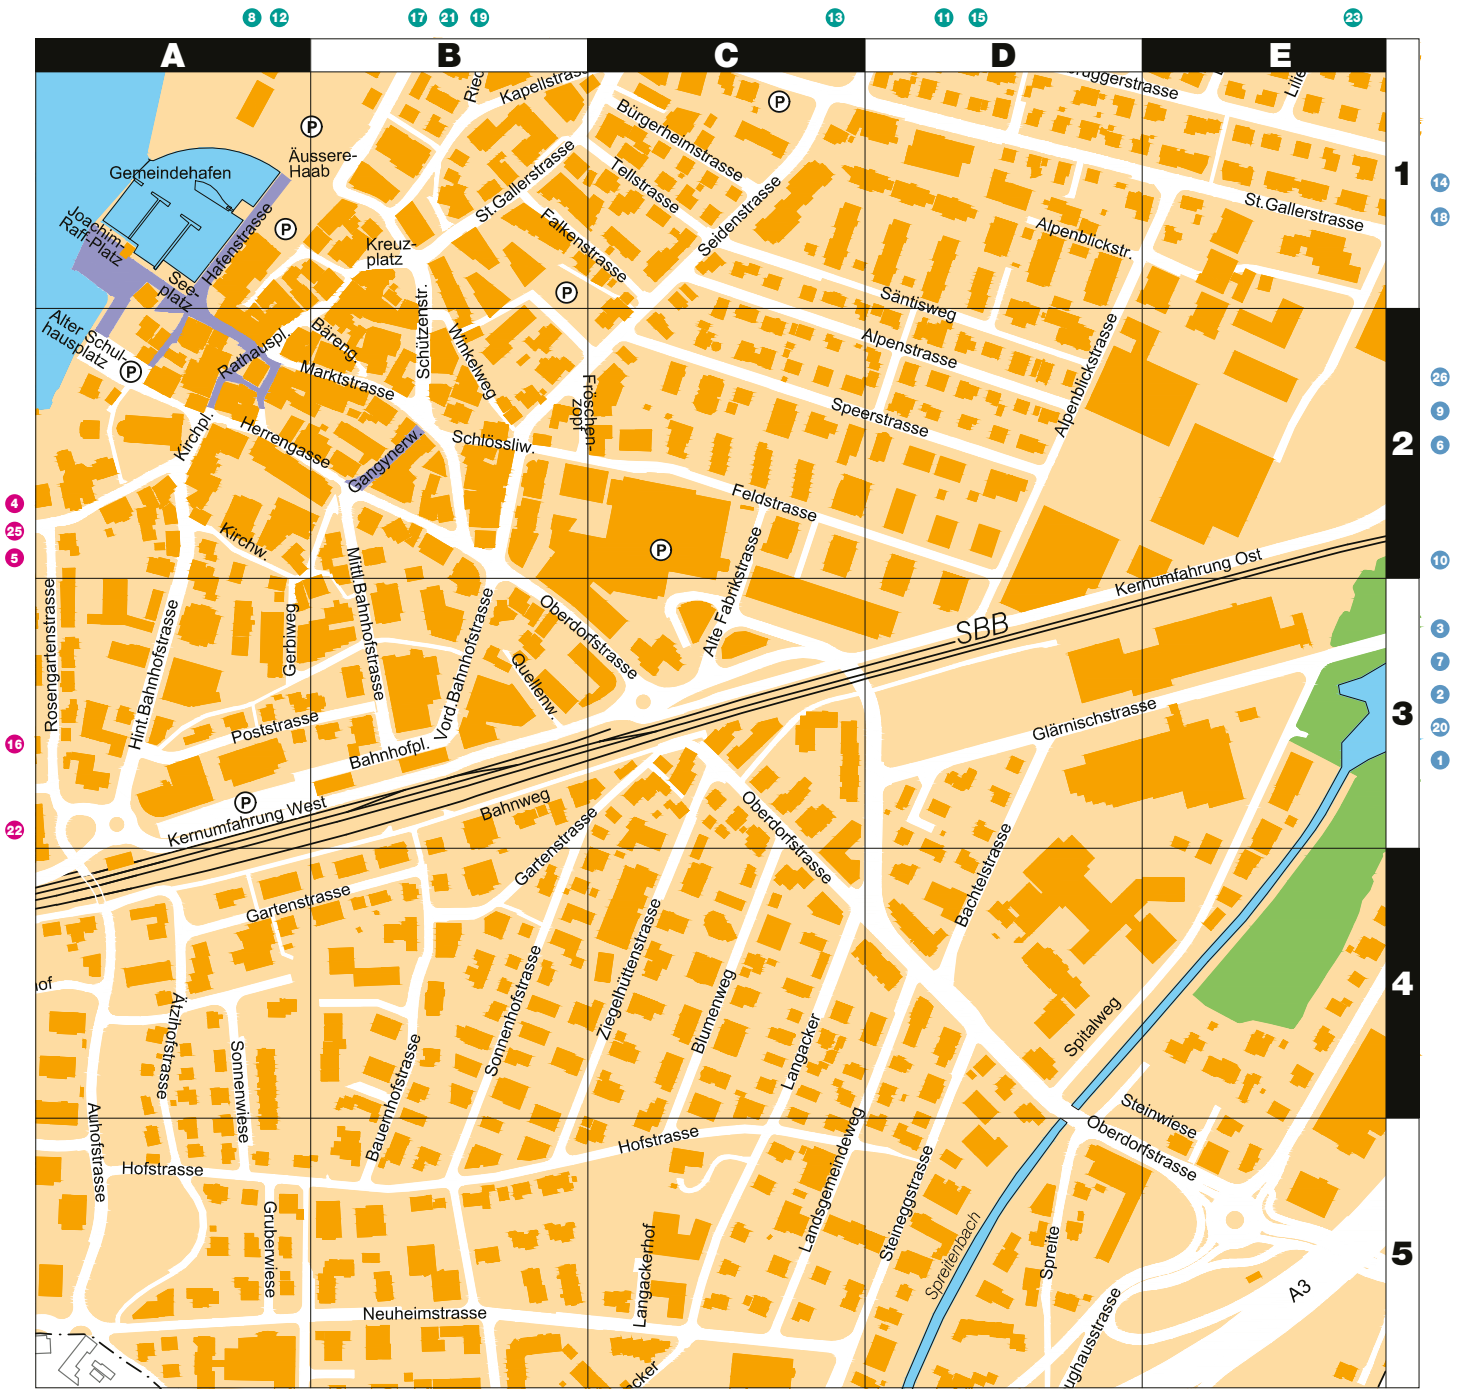 8 12 17 21 19 13 11 15 23
A B C D E
1
2
3
4
5
14
18
26
9
6
10
3
7
2
20
1
4
25
5
16
22
Kapellstrasse
P
P
P
P
P
P
P
P
Äussere-
Haab
Gemeindehafen
Joachim-
Raff-Platz
Hafenstrasse
See-
platz
Kreuz-
platz
St.Gallerstrasse
Bürgerheimstrasse
Tellstrasse
Falkenstrasse
Seidenstrasse
St.Gallerstrasse
Alpenblickstr.
Säntisweg
Alpenstrasse
Alpenblickstrasse
Speerstrasse
Alter Schul-
hausplatz
Rathauspl.
Bäreng.
Marktstrasse
Schützenstr.
Winkelweg
Fröschen-
zopf
Kirchpl.
Herrengasse
Gangynerw.
Schlössliw.
Feldstrasse
Kirchw.
Mittl.Bahnhofstrasse
Alte Fabrikstrasse
Kernumfahrung Ost
SBB
Rosengartenstrasse
Hint.Bahnhofstrasse
Gerbiweg
Vord.Bahnhofstrasse
Oberdorfstrasse
Quellenw.
Poststrasse
Bahnhofpl.
Glärnischstrasse
Kernumfahrung West
Bahnweg
Gartenstrasse
Oberdorfstrasse
Bachtelstrasse
Gartenstrasse
Ätzihofstrasse
Sonnenwiese
Bauernhofstrasse
Sonnenhofstrasse
Ziegelhüttenstrasse
Blumenweg
Langacker
Spitalweg
Auhofstrasse
Hofstrasse
Hofstrasse
Landsgemeindeweg
Steineggstrasse
Steinwiese
Oberdorfstrasse
Gruberwiese
Neuheimstrasse
Langackerhof
Spreitenbach
Spreite
A3